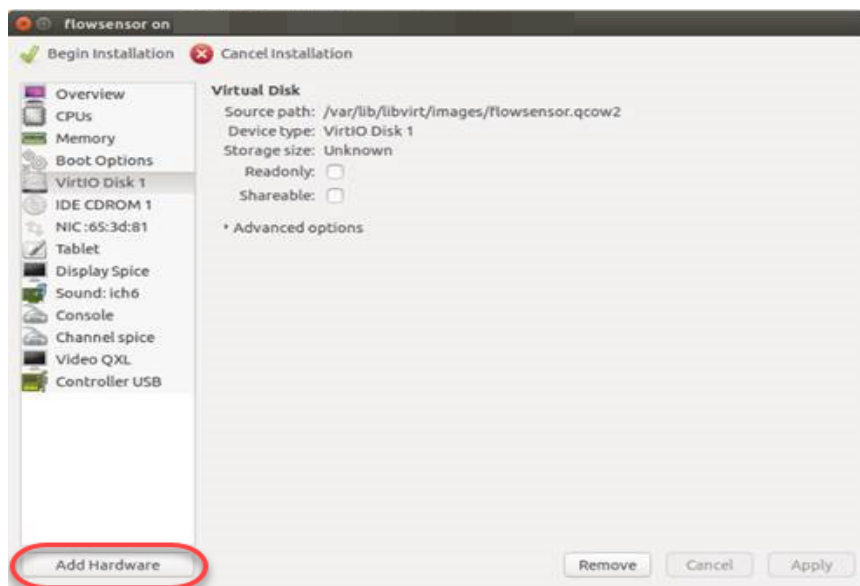 flowsensor on
Begin Installation Cancel Installation
Overview
CPUs
Memory
Boot Options
VirtIO Disk 1
IDE CDROM 1
NIC :65:3d:81
Tablet
Display Spice
Sound: ich6
Console
Channel spice
Video QXL
Controller USB
Virtual Disk
Source path: /var/lib/libvirt/images/flowsensor.qcow2
Device type: VirtIO Disk 1
Storage size: Unknown
Readonly:
Shareable:
Advanced options
Add Hardware
Remove Cancel Apply